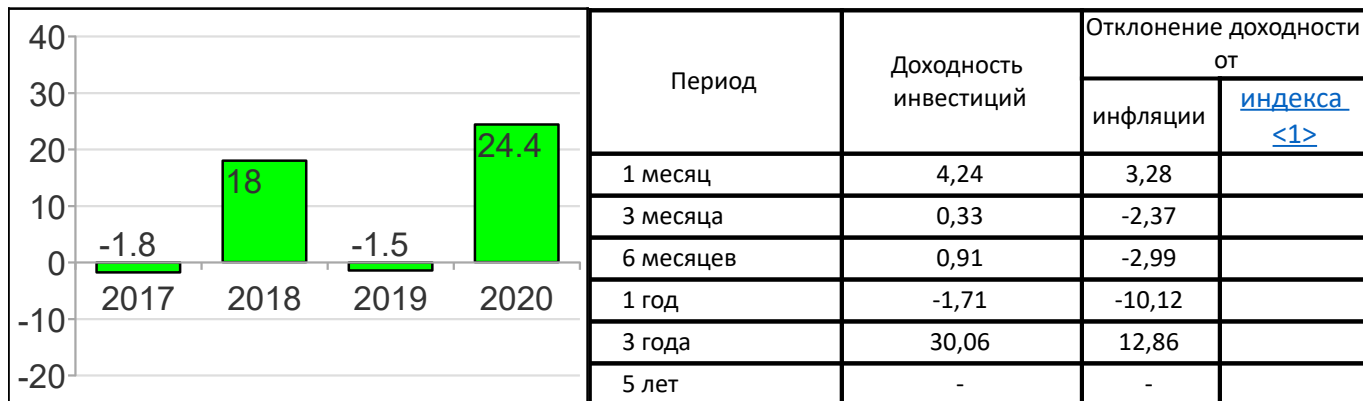 40
30
20
10
0
-10
-20
-1.8
18
-1.5
24.4
2017 2018 2019 2020
Период
Доходность
инвестиций
Отклонение доходности
от
инфляции
индекса
<1>
1 месяц 4,24 3,28
3 месяца 0,33 -2,37
6 месяцев 0,91 -2,99
1 год -1,71 -10,12
3 года 30,06 12,86
5 лет - -